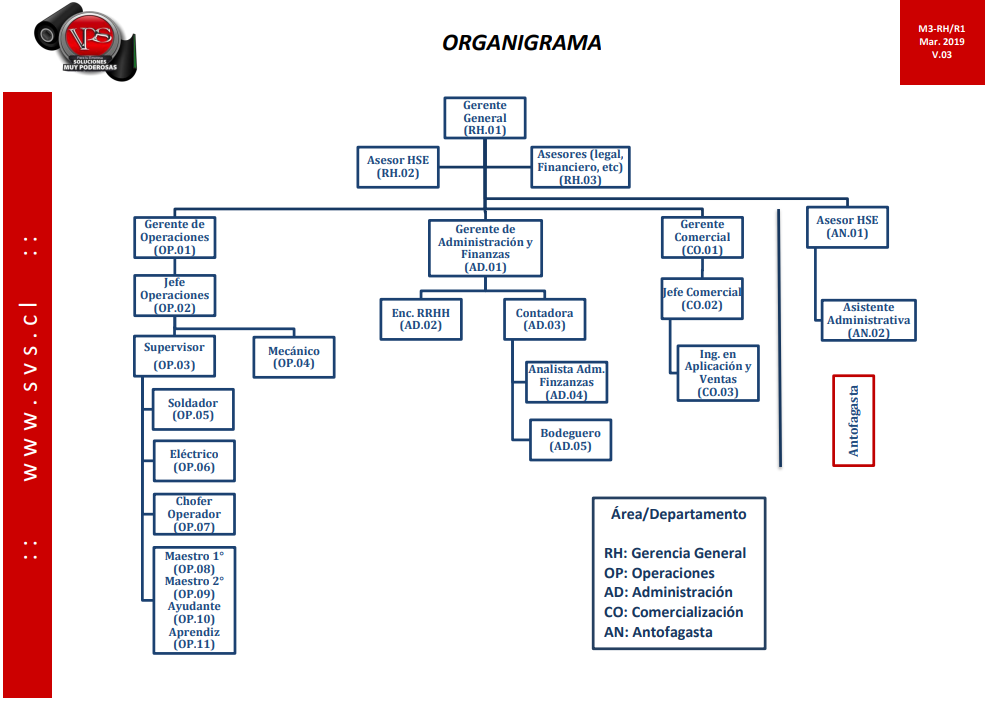 VPS
SOLUCIONES
MUY PODEROSAS
ORGANIGRAMA
M3-RH/R1
Mar. 2019
V.03
:: www.svs.cl ::
Gerente
General
(RH.01)
Asesor HSE
(RH.02)
Asesores (legal,
Financiero, etc)
(RH.03)
Gerente de
Operaciones
(OP.01)
Gerente de
Administración y
Finanzas
(AD.01)
Gerente
Comercial
(CO.01)
Asesor HSE
(AN.01)
Jefe
Operaciones
(OP.02)
Enc. RRHH
(AD.02)
Contadora
(AD.03)
Jefe Comercial
(CO.02)
Asistente
Administrativa
(AN.02)
Supervisor
(OP.03)
Mecánico
(OP.04)
Analista Adm.
Finzanzas
(AD.04)
Ing. en
Aplicación y
Ventas
(CO.03)
Soldador
(OP.05)
Bodeguero
(AD.05)
Antofagasta
Eléctrico
(OP.06)
Chofer
Operador
(OP.07)
Maestro 1°
(OP.08)
Maestro 2°
(OP.09)
Ayudante
(OP.10)
Aprendiz
(OP.11)
Área/Departamento
RH: Gerencia General
OP: Operaciones
AD: Administración
CO: Comercialización
AN: Antofagasta